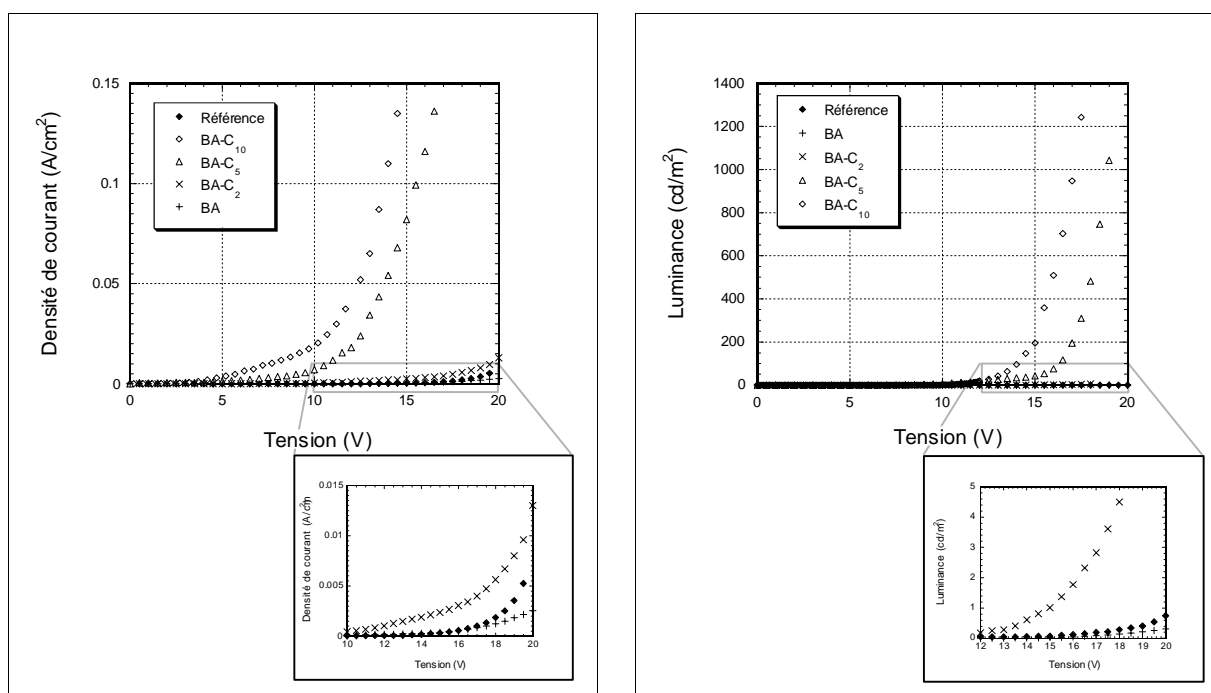 0.15
0.1
0.05
0
Densité de courant (A/cm²)
Référence
BA-C₁₀
BA-C₅
BA-C₂
BA
0 5 10 15 20
Tension (V)
0.015
0.01
0.005
0
Densité de courant (A/cm²)
10 12 14 16 18 20
Tension (V)
1400
1200
1000
800
600
400
200
0
Luminance (cd/m²)
Référence
BA
BA-C₂
BA-C₅
BA-C₁₀
0 5 10 15 20
Tension (V)
5
4
3
2
1
0
Luminance (cd/m²)
12 13 14 15 16 17 18 19 20
Tension (V)